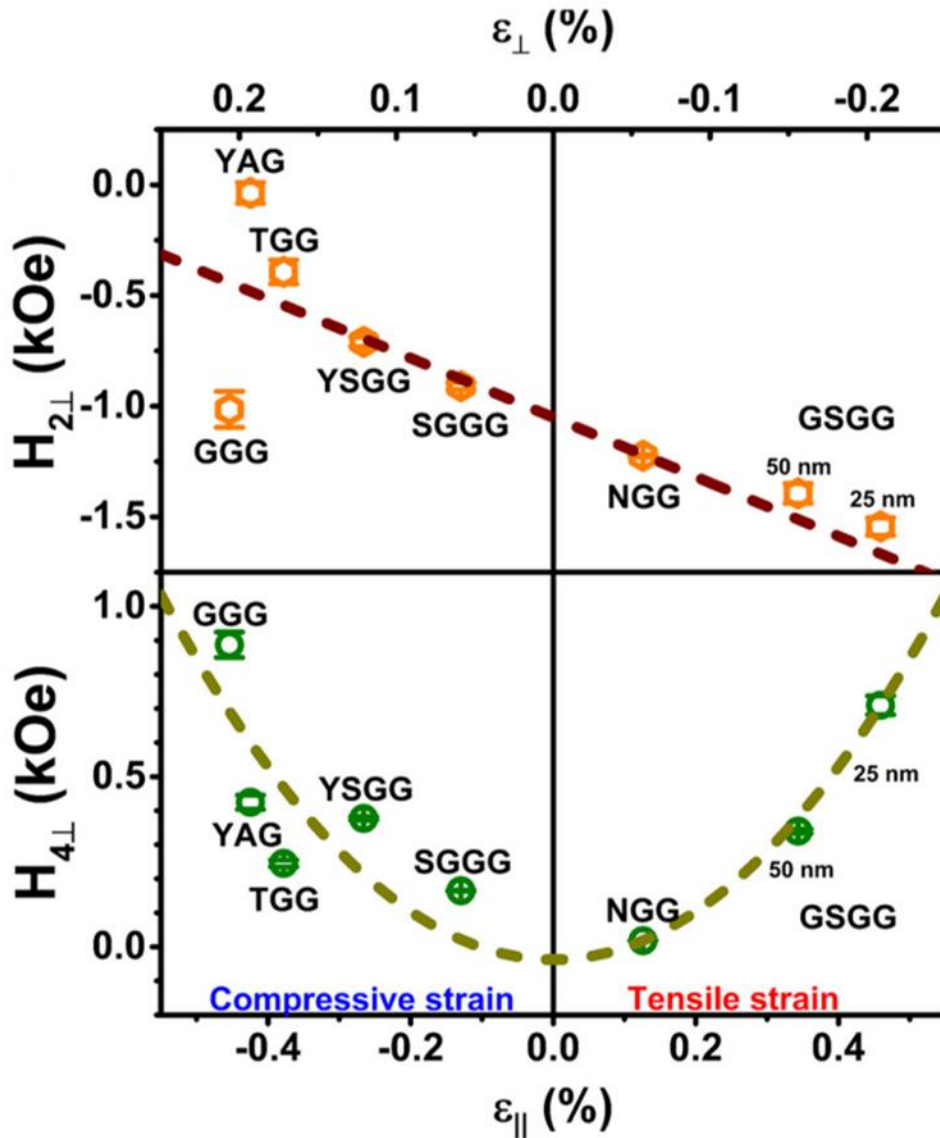 ε⊥ (%)
0.2 0.1 0.0 -0.1 -0.2
H2⊥ (kOe)
0.0
-0.5
-1.0
-1.5
YAG
TGG
YSGG
SGGG
GGG
NGG
GSGG
50 nm
25 nm
H4⊥ (kOe)
1.0
0.5
0.0
GGG
YAG
TGG
YSGG
SGGG
NGG
25 nm
50 nm
GSGG
Compressive strain
Tensile strain
-0.4 -0.2 0.0 0.2 0.4
ε|| (%)